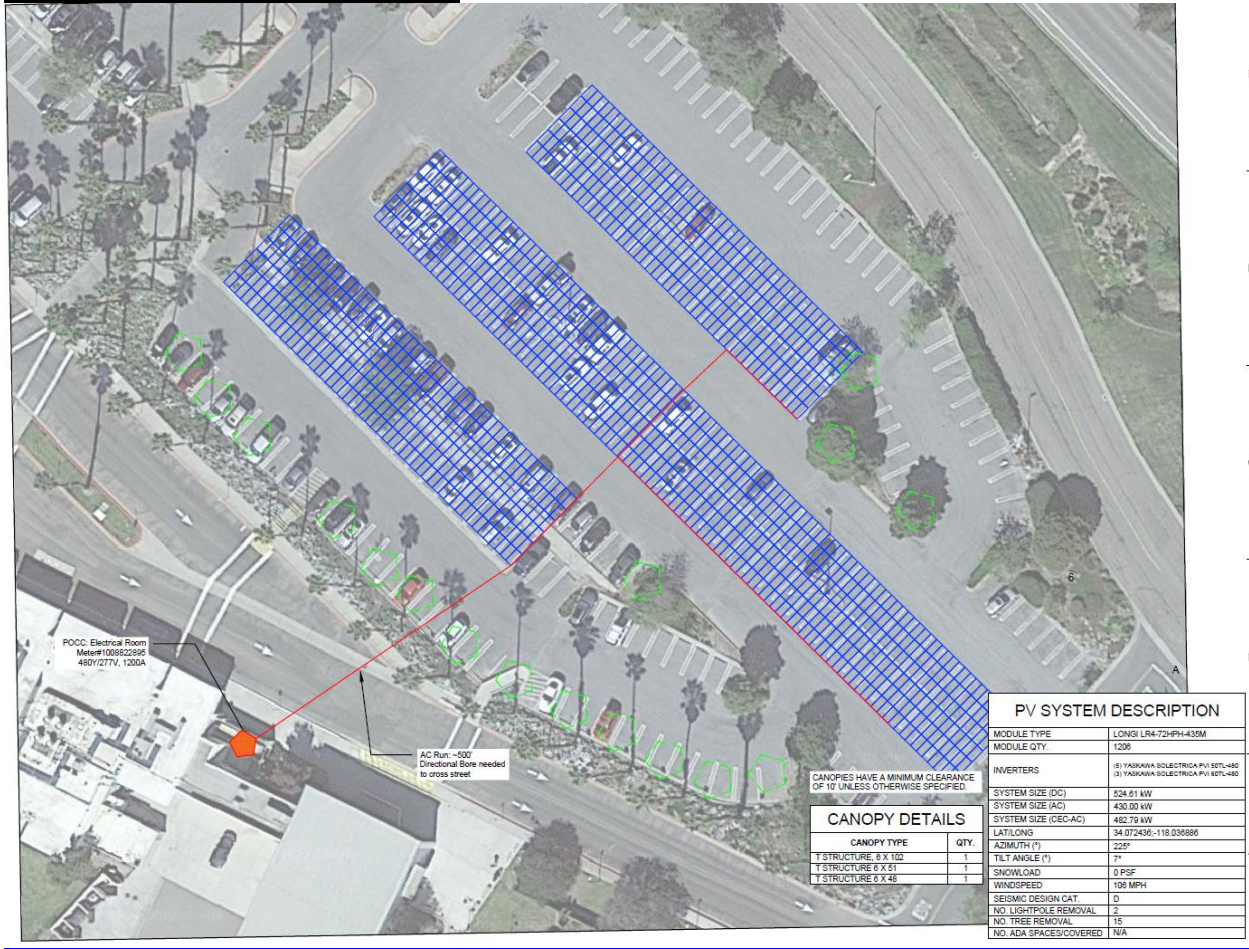 6
A
POCC: Electrical Room
Meter#1008822895
480Y/277V, 1200A
AC Run: ~500'
Directional Bore needed
to cross street
CANOPIES HAVE A MINIMUM CLEARANCE
OF 10' UNLESS OTHERWISE SPECIFIED.
CANOPY DETAILS
CANOPY TYPE QTY.
T STRUCTURE, 6 X 102 1
T STRUCTURE 6 X 51 1
T STRUCTURE 6 X 48 1
PV SYSTEM DESCRIPTION
MODULE TYPE LONGI LR4-72HPH-435M
MODULE QTY. 1206
INVERTERS (5) YASKAWA SOLECTRICA PVI 50TL-480
(3) YASKAWA SOLECTRICA PVI 60TL-480
SYSTEM SIZE (DC) 524.61 kW
SYSTEM SIZE (AC) 430.00 kW
SYSTEM SIZE (CEC-AC) 482.79 kW
LAT/LONG 34.072436,-118.036886
AZIMUTH (°) 225°
TILT ANGLE (°) 7°
SNOWLOAD 0 PSF
WINDSPEED 106 MPH
SEISMIC DESIGN CAT. D
NO. LIGHTPOLE REMOVAL 2
NO. TREE REMOVAL 15
NO. ADA SPACES/COVERED N/A